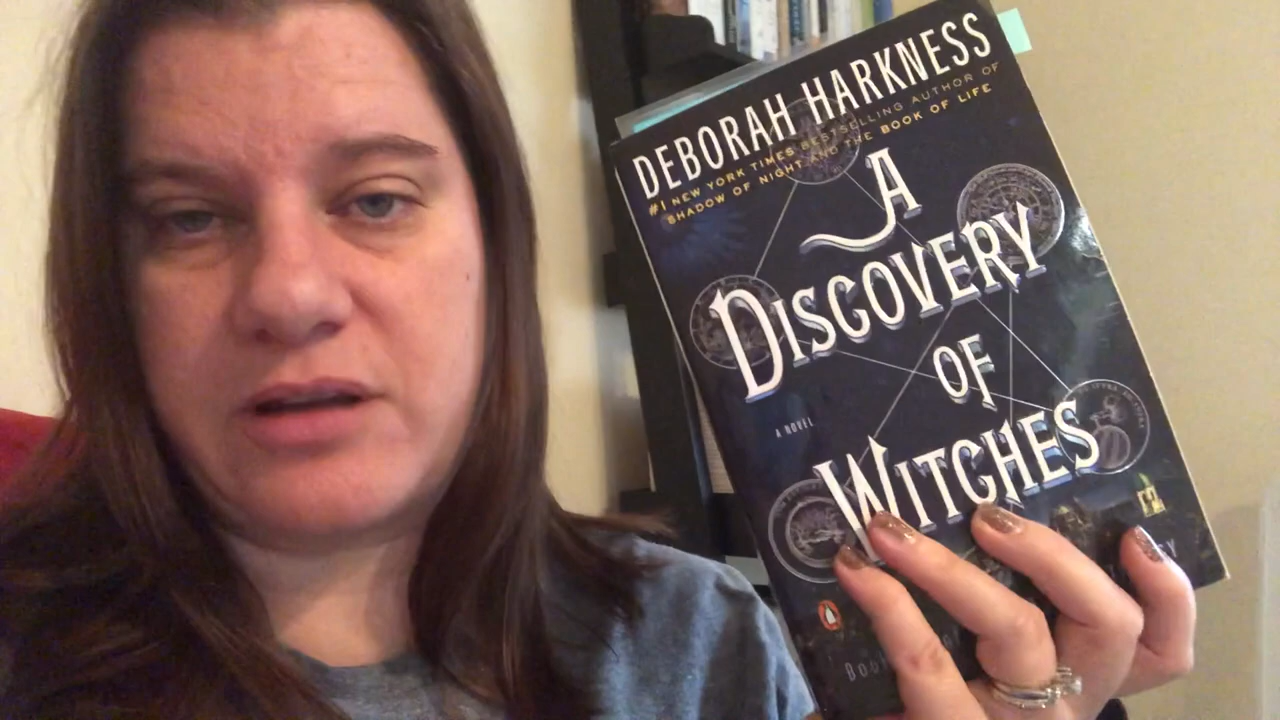 DEBORAH HARKNESS
#1 NEW YORK TIMES BESTSELLING AUTHOR OF
SHADOW OF NIGHT AND THE BOOK OF LIFE
A
DISCOVERY
OF
WITCHES
A NOVEL